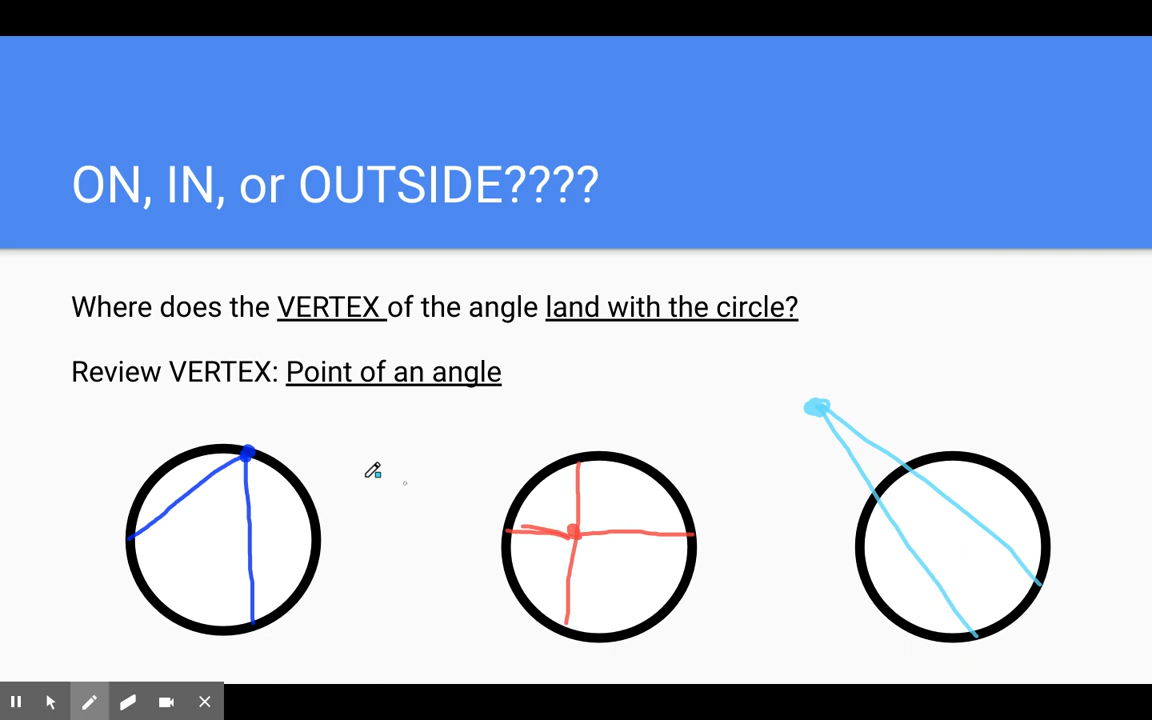 ON, IN, or OUTSIDE????
Where does the VERTEX of the angle land with the circle?
Review VERTEX: Point of an angle